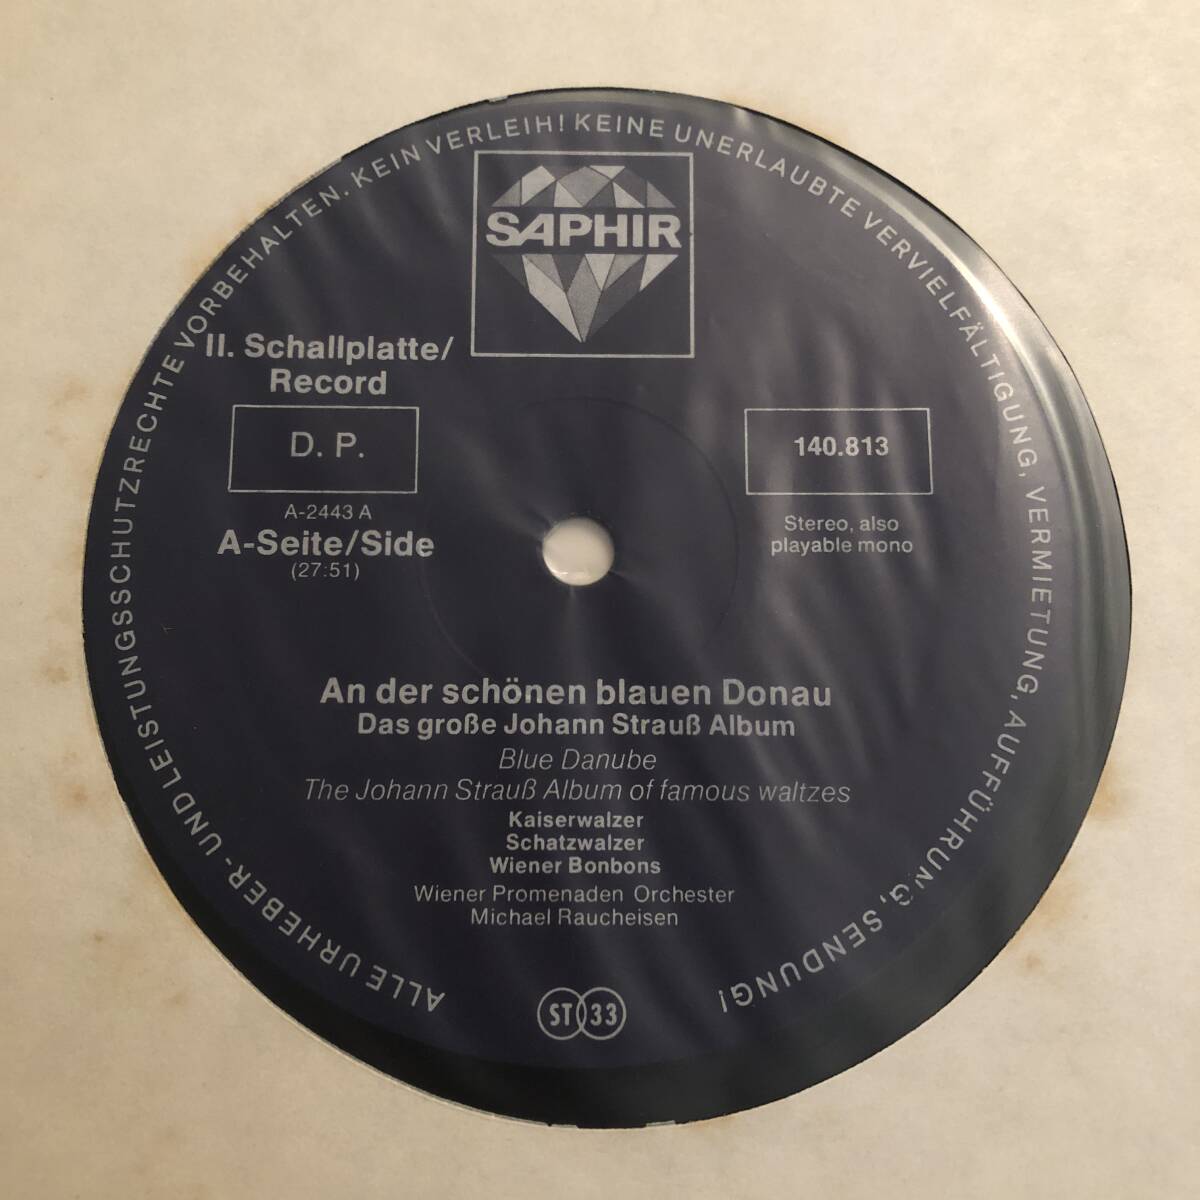 ALLE URHEBER- UND LEISTUNGSSCHUTZRECHTE VORBEHALTEN. KEIN VERLEIH! KEINE UNERLAUBTE VERVIELFÄLTIGUNG, VERMIETUNG, AUFFÜHRUNG, SENDUNG!
SAPHIR
II. Schallplatte/
Record
D. P.
140.813
A-2443 A
A-Seite/Side
(27:51)
Stereo, also
playable mono
An der schönen blauen Donau
Das große Johann Strauß Album
Blue Danube
The Johann Strauß Album of famous waltzes
Kaiserwalzer
Schatzwalzer
Wiener Bonbons
Wiener Promenaden Orchester
Michael Raucheisen
ST 33